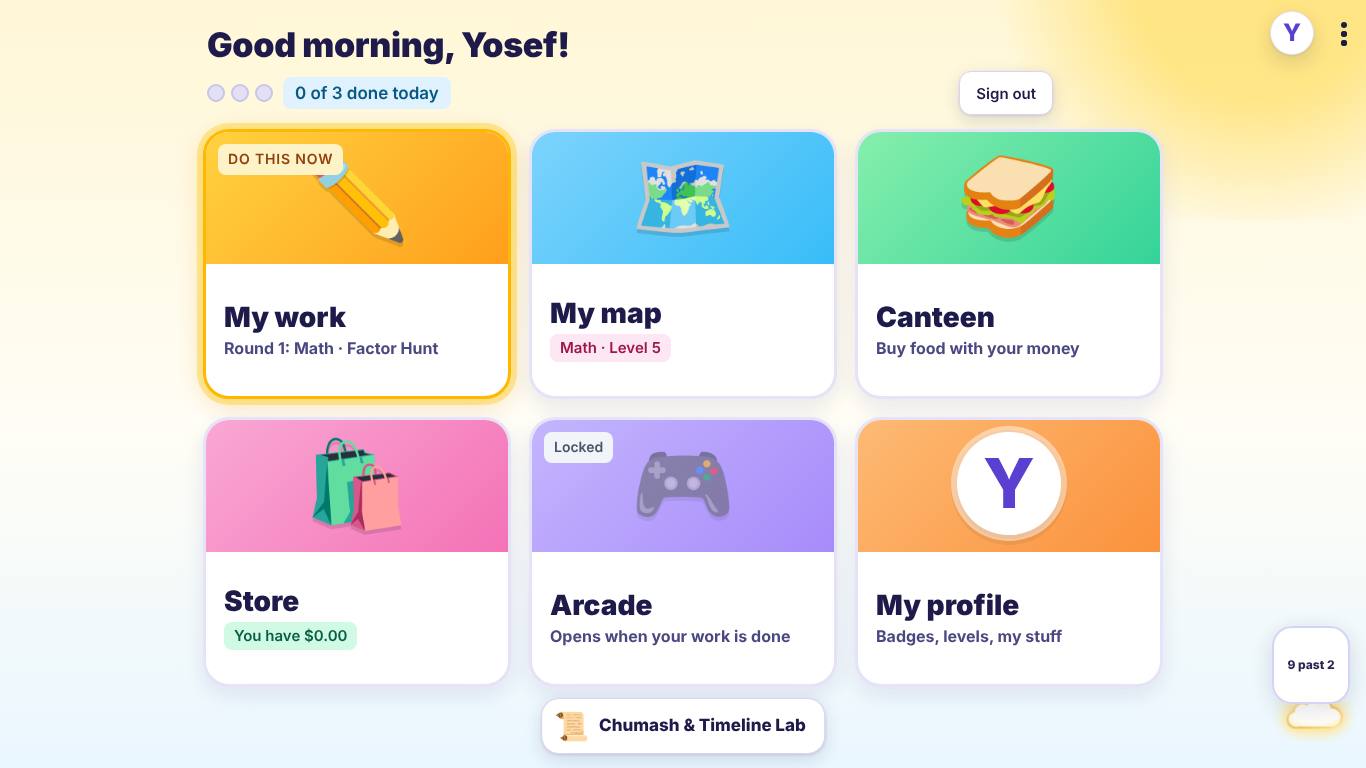 Good morning, Yosef!
Y
0 of 3 done today
Sign out
DO THIS NOW
My work
Round 1: Math · Factor Hunt
My map
Math · Level 5
Canteen
Buy food with your money
Store
You have $0.00
Locked
Arcade
Opens when your work is done
Y
My profile
Badges, levels, my stuff
9 past 2
Chumash & Timeline Lab